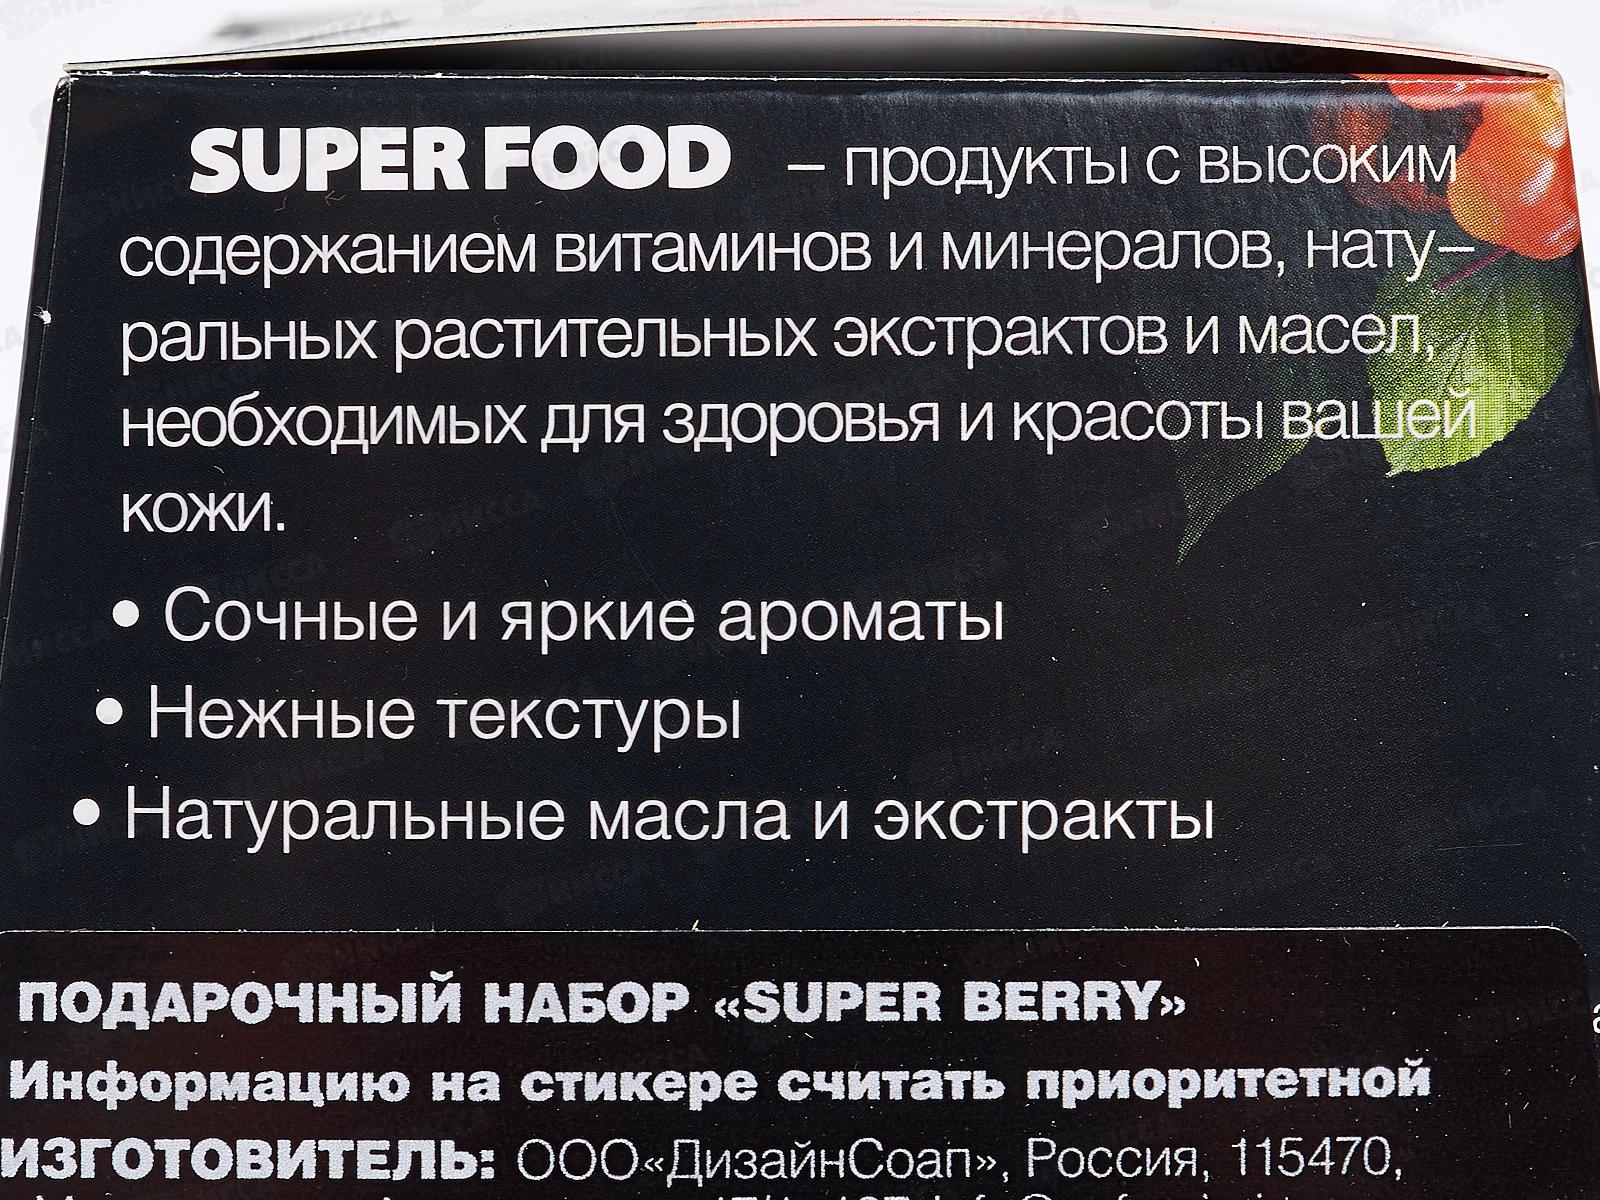 SUPER FOOD – продукты с высоким
содержанием витаминов и минералов, нату–
ральных растительных экстрактов и масел,
необходимых для здоровья и красоты вашей
кожи.
• Сочные и яркие ароматы
• Нежные текстуры
• Натуральные масла и экстракты
ПОДАРОЧНЫЙ НАБОР «SUPER BERRY»
Информацию на стикере считать приоритетной
ИЗГОТОВИТЕЛЬ: ООО«ДизайнСоап», Россия, 115470,